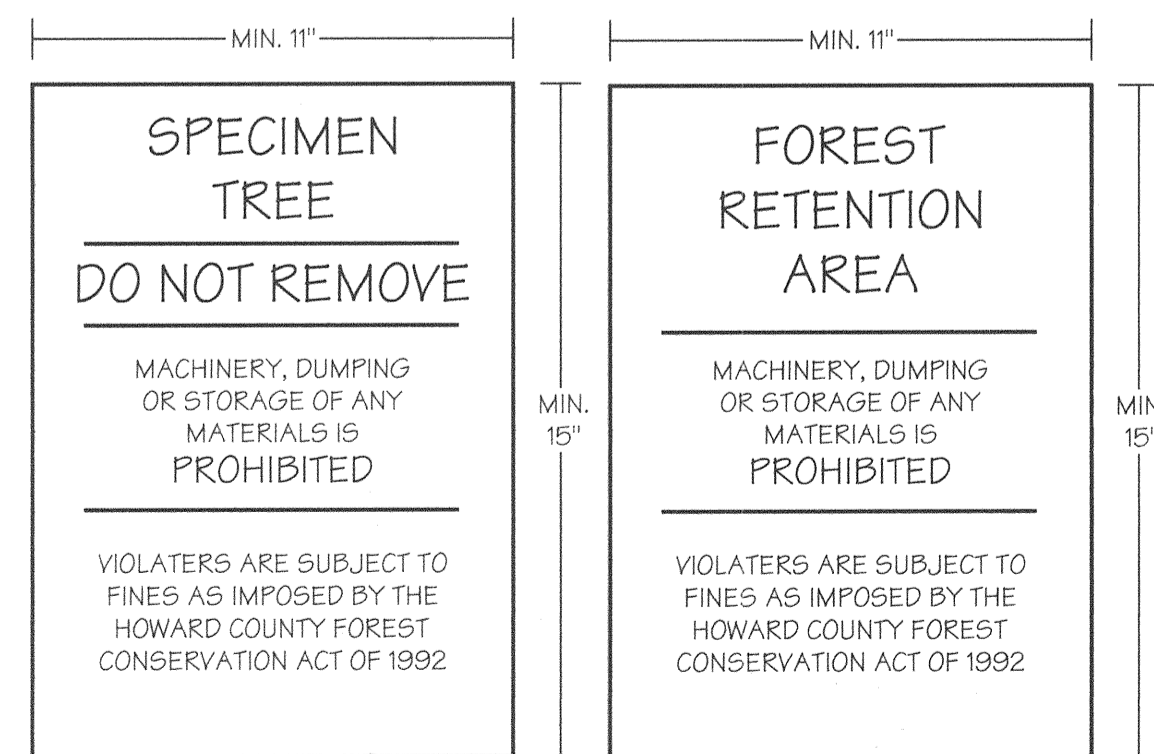 MIN. 11"
SPECIMEN
TREE
DO NOT REMOVE
MACHINERY, DUMPING
OR STORAGE OF ANY
MATERIALS IS
PROHIBITED
VIOLATERS ARE SUBJECT TO
FINES AS IMPOSED BY THE
HOWARD COUNTY FOREST
CONSERVATION ACT OF 1992
MIN.
15"
MIN. 11"
FOREST
RETENTION
AREA
MACHINERY, DUMPING
OR STORAGE OF ANY
MATERIALS IS
PROHIBITED
VIOLATERS ARE SUBJECT TO
FINES AS IMPOSED BY THE
HOWARD COUNTY FOREST
CONSERVATION ACT OF 1992
MIN
15"